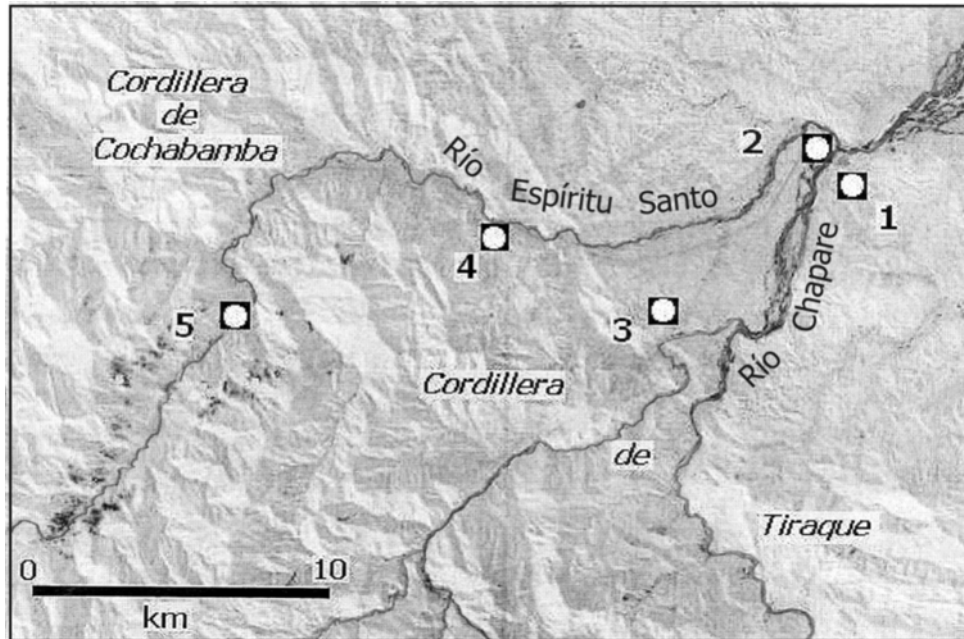 Cordillera
de
Cochabamba
Río Espíritu Santo
2
1
4
5
3
Río Chapare
Cordillera
de
Tiraque
0 10
km